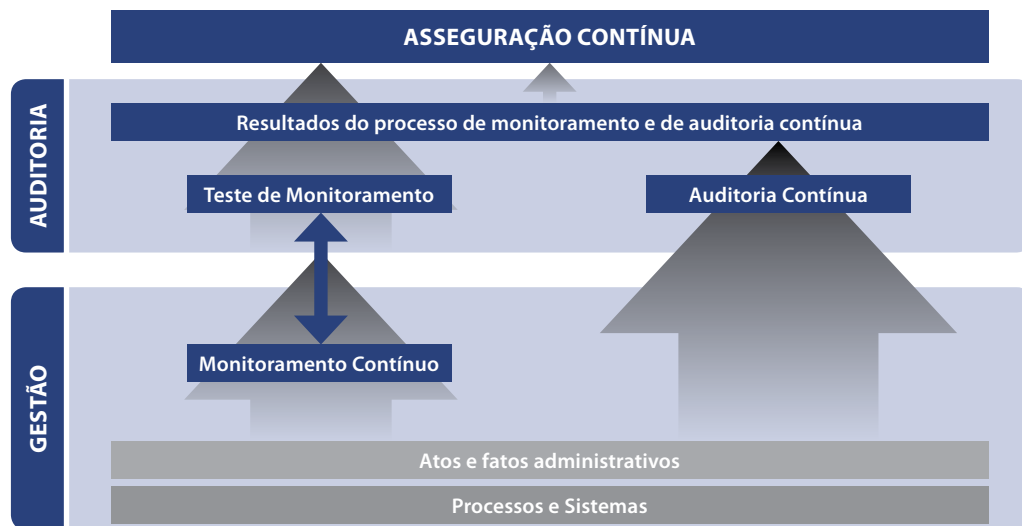 ASSEGURAÇÃO CONTÍNUA
AUDITORIA
Resultados do processo de monitoramento e de auditoria contínua
Teste de Monitoramento
Auditoria Contínua
GESTÃO
Monitoramento Contínuo
Atos e fatos administrativos
Processos e Sistemas